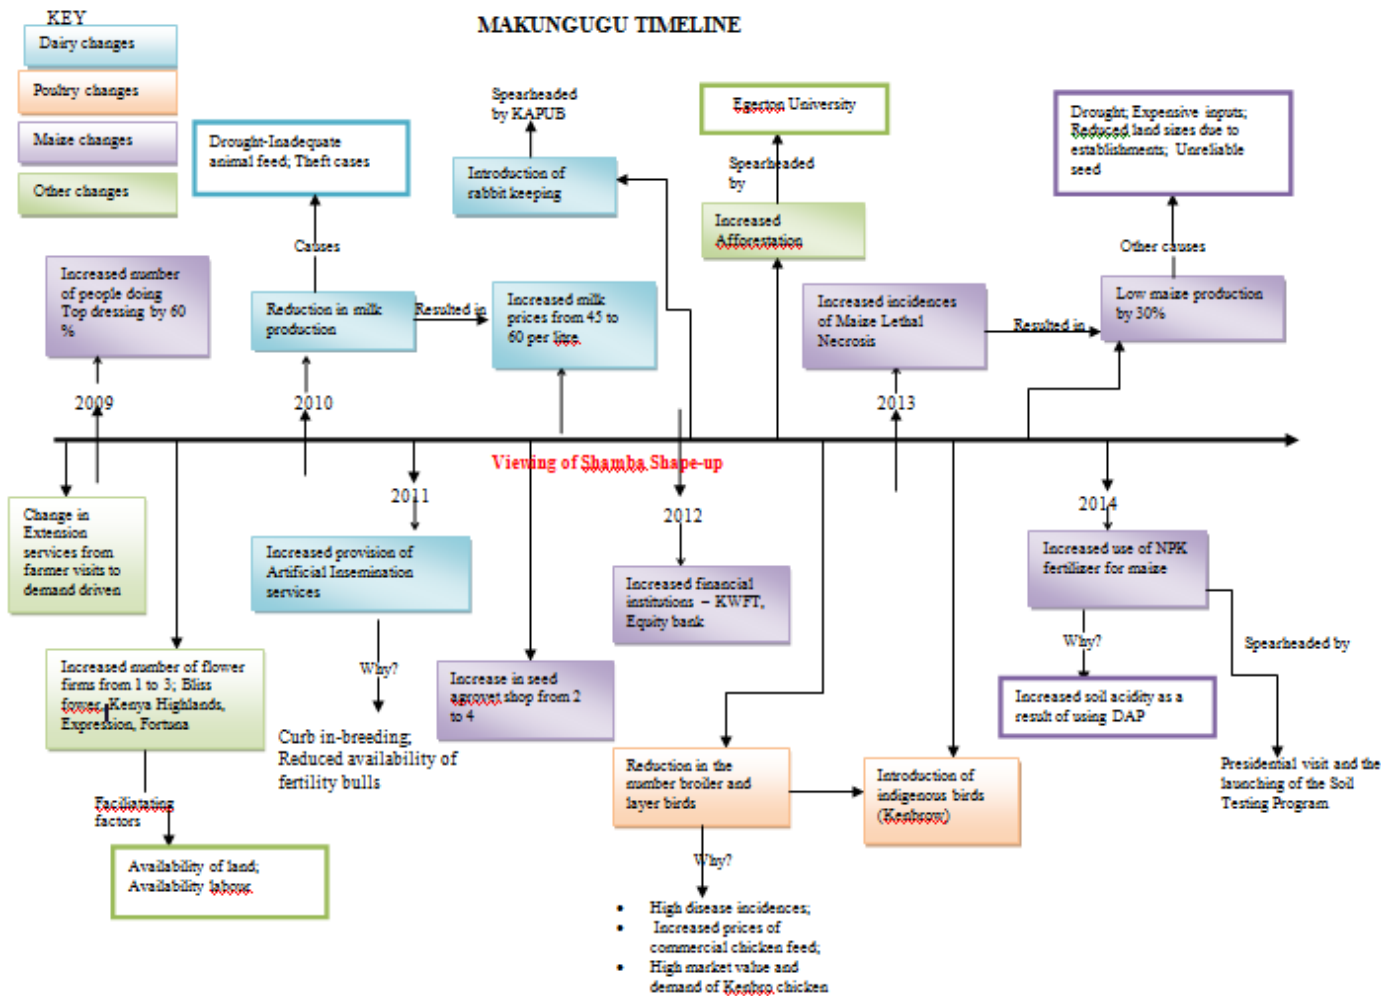 KEY
MAKUNGUGU TIMELINE
Dairy changes
Poultry changes
Maize changes
Other changes
Drought-Inadequate
animal feed; Theft cases
Spearheaded
by KAPUB
Introduction of
rabbit keeping
Egerton University
Spearheaded
by
Increased
Afforestation
Drought; Expensive inputs;
Reduced land sizes due to
establishments; Unreliable
seed
Causes
Other causes
Increased number
of people doing
Top dressing by 60
%
Reduction in milk
production
Resulted in
Increased milk
prices from 45 to
60 per litre.
Increased incidences
of Maize Lethal
Necrosis
Resulted in
Low maize production
by 30%
2009
2010
2013
Viewing of Shamba Shape-up
2011
2012
2014
Change in
Extension
services from
farmer visits to
demand driven
Increased provision of
Artificial Insemination
services
Increased financial
institutions – KWFT,
Equity bank
Increased use of NPK
fertilizer for maize
Increased number of flower
firms from 1 to 3; Bliss
fower, Kenya Highlands,
Expression, Fortuna
Why?
Increase in seed
agrovet shop from 2
to 4
Why?
Spearheaded by
Increased soil acidity as a
result of using DAP
Curb in-breeding;
Reduced availability of
fertility bulls
Reduction in the
number broiler and
layer birds
Introduction of
indigenous birds
(Kenbrow)
Presidential visit and the
launching of the Soil
Testing Program
Faciliatating
factors
Availability of land;
Availability labour
Why?
• High disease incidences;
• Increased prices of
commercial chicken feed;
• High market value and
demand of Kenbro chicken